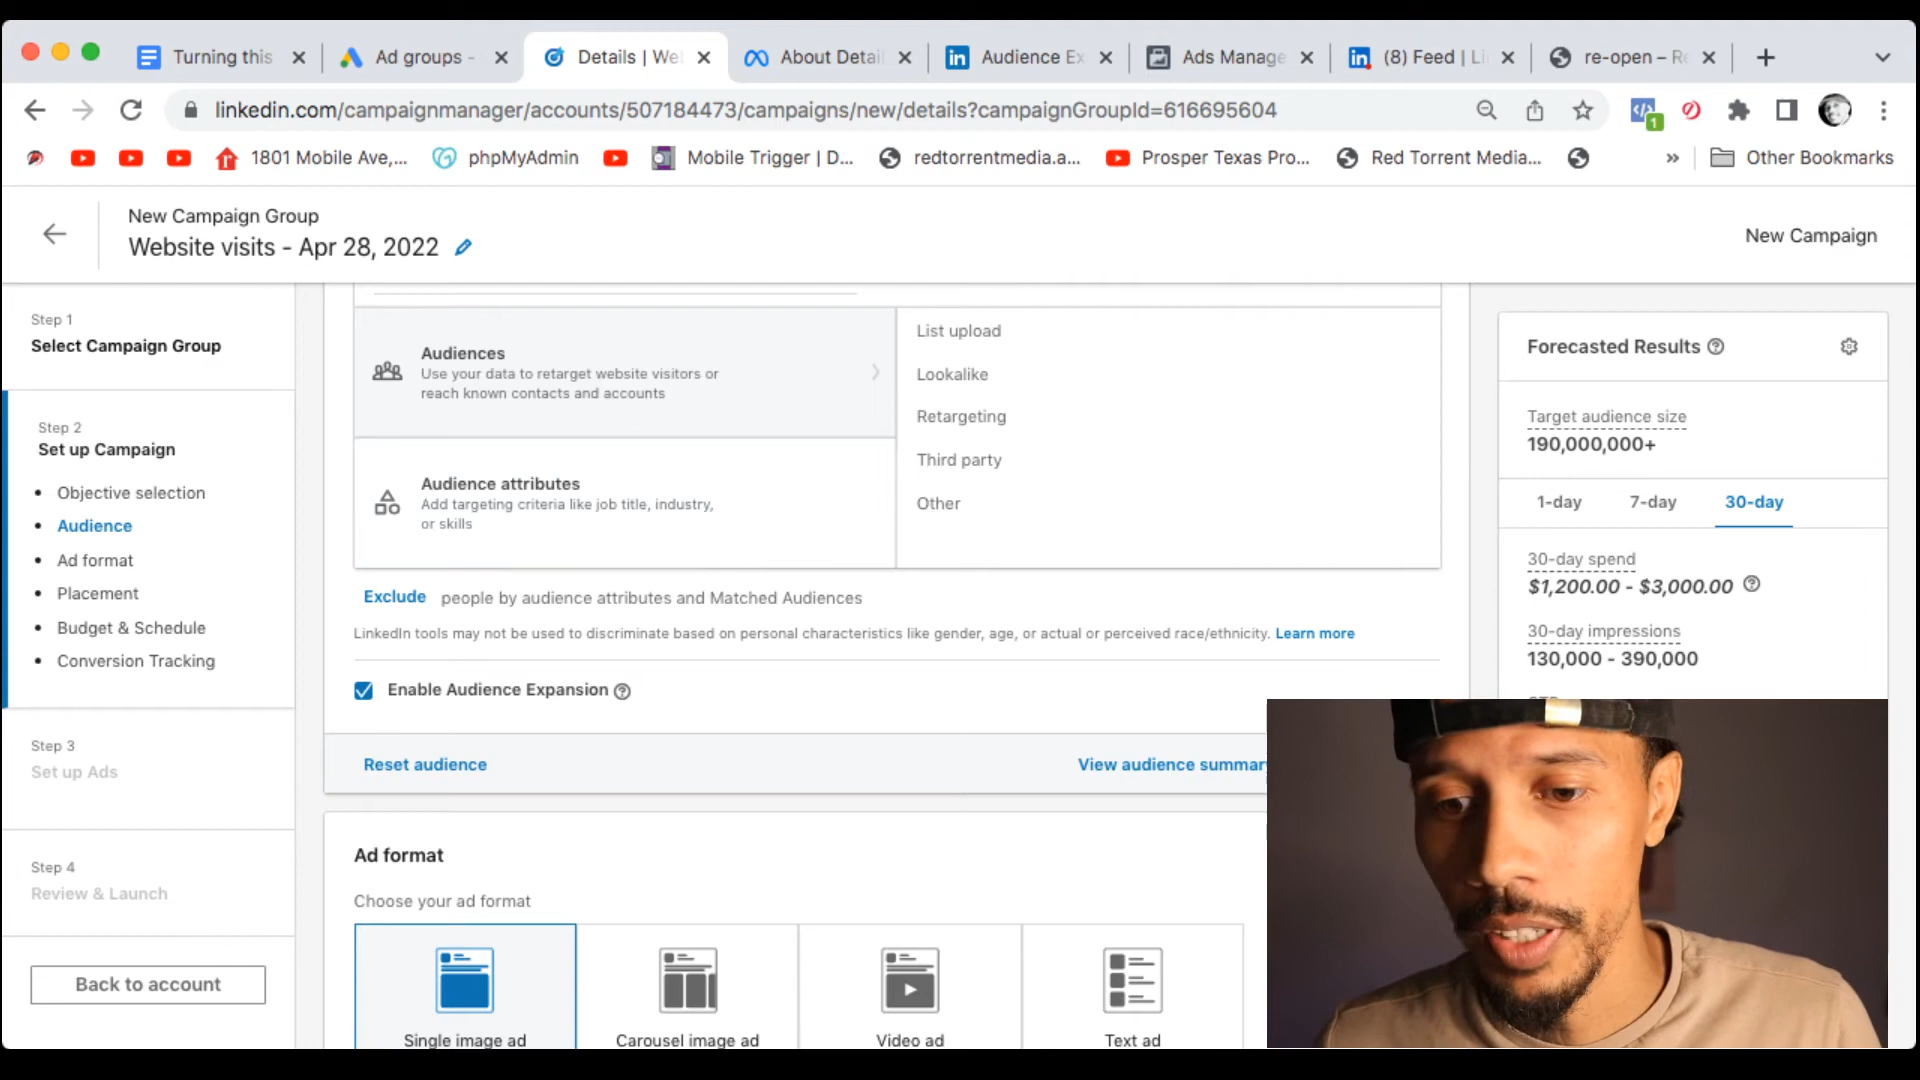 Turning this
Ad groups -
Details | We
About Detail
Audience Ex
Ads Manage
(8) Feed | Li
re-open – Re
linkedin.com/campaignmanager/accounts/507184473/campaigns/new/details?campaignGroupId=616695604
1
1801 Mobile Ave,...
phpMyAdmin
Mobile Trigger | D...
redtorrentmedia.a...
Prosper Texas Pro...
Red Torrent Media...
»
Other Bookmarks
New Campaign Group
Website visits - Apr 28, 2022
New Campaign
Step 1
Select Campaign Group
Step 2
Set up Campaign
Objective selection
Audience
Ad format
Placement
Budget & Schedule
Conversion Tracking
Step 3
Set up Ads
Step 4
Review & Launch
Back to account
Audiences
Use your data to retarget website visitors or
reach known contacts and accounts
Audience attributes
Add targeting criteria like job title, industry,
or skills
List upload
Lookalike
Retargeting
Third party
Other
Exclude people by audience attributes and Matched Audiences
LinkedIn tools may not be used to discriminate based on personal characteristics like gender, age, or actual or perceived race/ethnicity. Learn more
Enable Audience Expansion
Reset audience
View audience summar
Ad format
Choose your ad format
Single image ad
Carousel image ad
Video ad
Text ad
Forecasted Results
Target audience size
190,000,000+
1-day
7-day
30-day
30-day spend
$1,200.00 - $3,000.00
30-day impressions
130,000 - 390,000